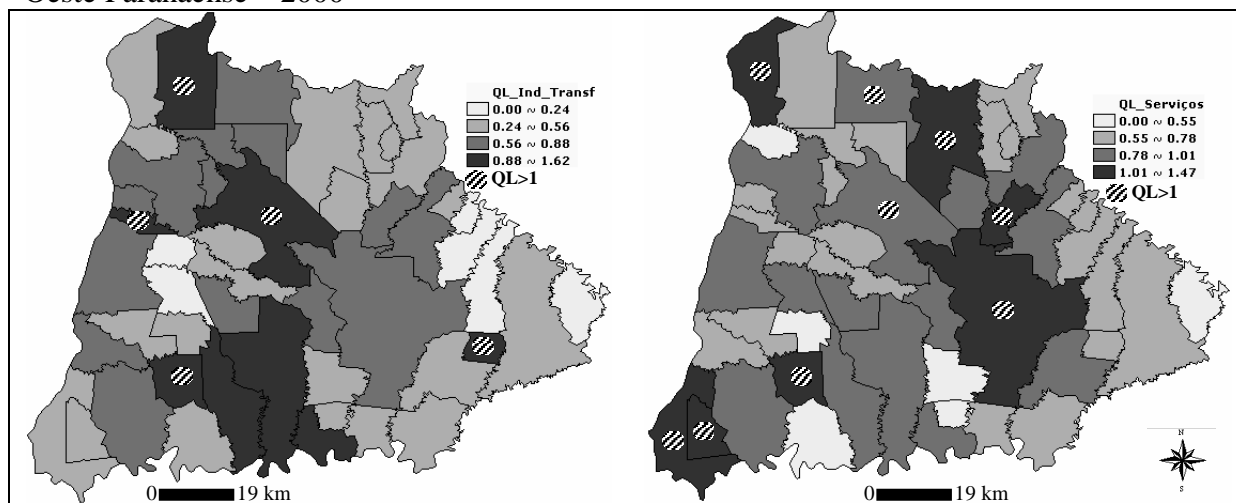 Oeste Paranaense – 2000
QL_Ind_Transf
0.00 ~ 0.24
0.24 ~ 0.56
0.56 ~ 0.88
0.88 ~ 1.62
QL>1
0 19 km
QL_Serviços
0.00 ~ 0.55
0.55 ~ 0.78
0.78 ~ 1.01
1.01 ~ 1.47
QL>1
N
S
0 19 km